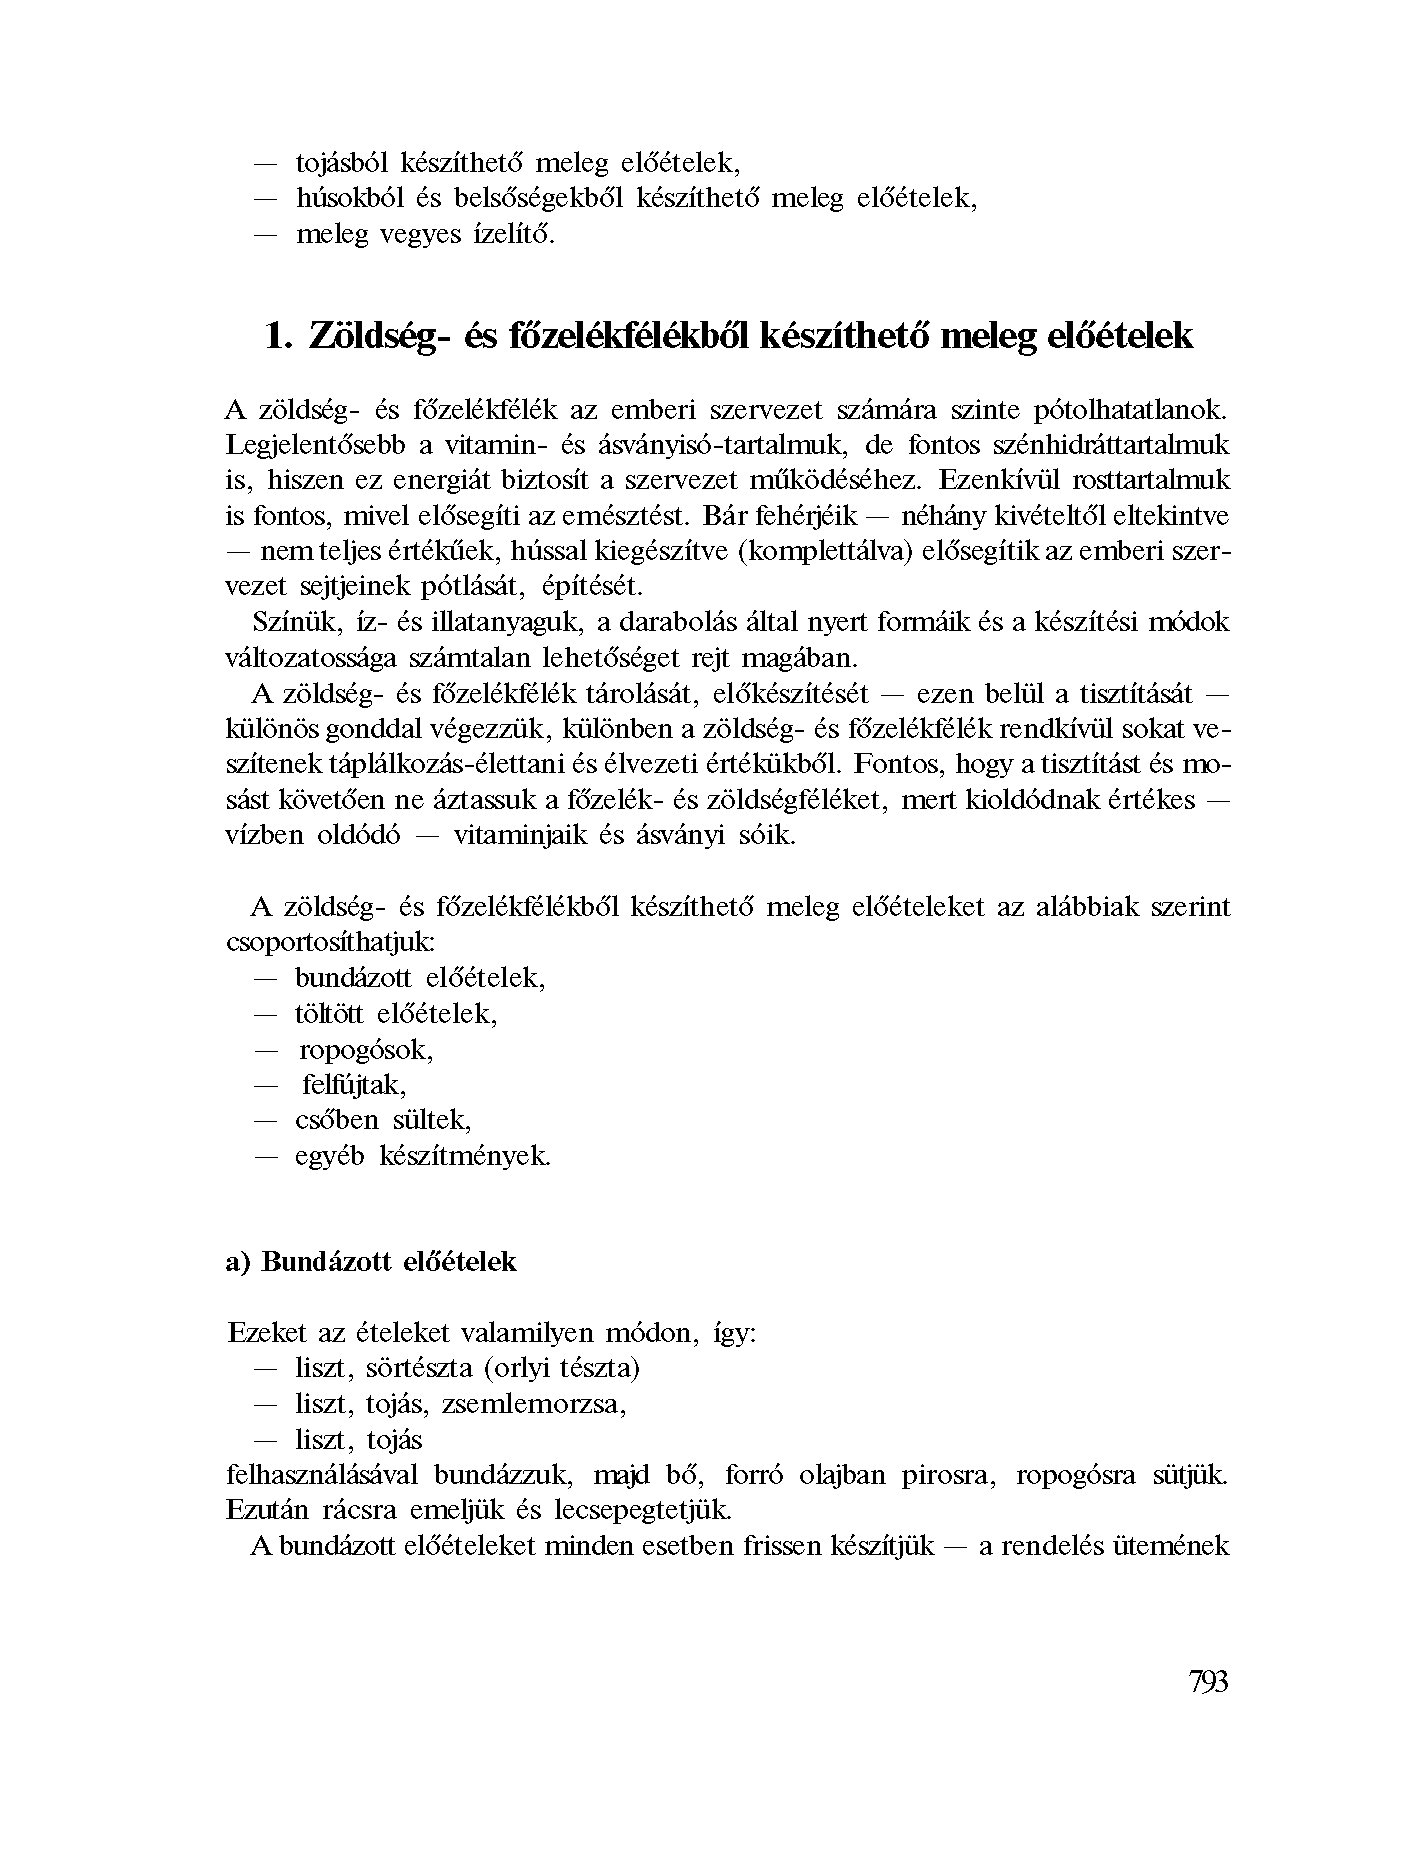 — tojásból készíthető meleg előételek,
— húsokból és belsőségekből készíthető meleg előételek,
— meleg vegyes ízelítő.
1. Zöldség- és főzelékfélékből készíthető meleg előételek
A zöldség- és főzelékfélék az emberi szervezet számára szinte pótolhatatlanok.
Legjelentősebb a vitamin- és ásványisó-tartalmuk, de fontos szénhidráttartalmuk
is, hiszen ez energiát biztosít a szervezet működéséhez. Ezenkívül rosttartalmuk
is fontos, mivel elősegíti az emésztést. Bár fehérjéik — néhány kivételtől eltekintve
— nem teljes értékűek, hússal kiegészítve (komplettálva) elősegítik az emberi szer-
vezet sejtjeinek pótlását, építését.
Színük, íz- és illatanyaguk, a darabolás által nyert formáik és a készítési módok
változatossága számtalan lehetőséget rejt magában.
A zöldség- és főzelékfélék tárolását, előkészítését — ezen belül a tisztítását —
különös gonddal végezzük, különben a zöldség- és főzelékfélék rendkívül sokat ve-
szítenek táplálkozás-élettani és élvezeti értékükből. Fontos, hogy a tisztítást és mo-
sást követően ne áztassuk a főzelék- és zöldségféléket, mert kioldódnak értékes —
vízben oldódó — vitaminjaik és ásványi sóik.
A zöldség- és főzelékfélékből készíthető meleg előételeket az alábbiak szerint
csoportosíthatjuk:
— bundázott előételek,
— töltött előételek,
— ropogósok,
— felfújtak,
— csőben sültek,
— egyéb készítmények.
a) Bundázott előételek
Ezeket az ételeket valamilyen módon, így:
— liszt, sörtészta (orlyi tészta)
— liszt, tojás, zsemlemorzsa,
— liszt, tojás
felhasználásával bundázzuk, majd bő, forró olajban pirosra, ropogósra sütjük.
Ezután rácsra emeljük és lecsepegtetjük.
A bundázott előételeket minden esetben frissen készítjük — a rendelés ütemének
793